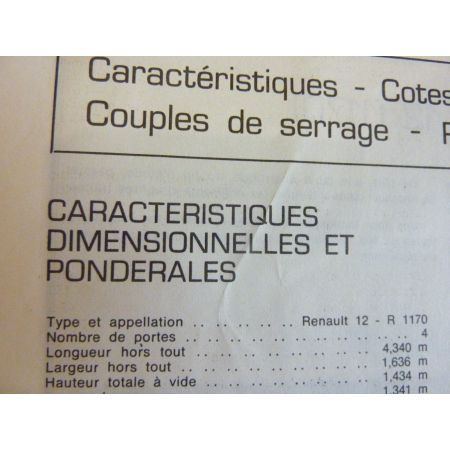 Caractéristiques - Cotes
Couples de serrage -
CARACTERISTIQUES
DIMENSIONNELLES ET
PONDERALES
Type et appellation .. .. .. .. .. .. Renault 12 - R 1170
Nombre de portes .. .. .. .. .. .. .. .. .. .. 4
Longueur hors tout .. .. .. .. .. .. .. .. 4,340 m
Largeur hors tout .. .. .. .. .. .. .. .. 1,636 m
Hauteur totale à vide .. .. .. .. .. .. .. 1,434 m
1,341 m